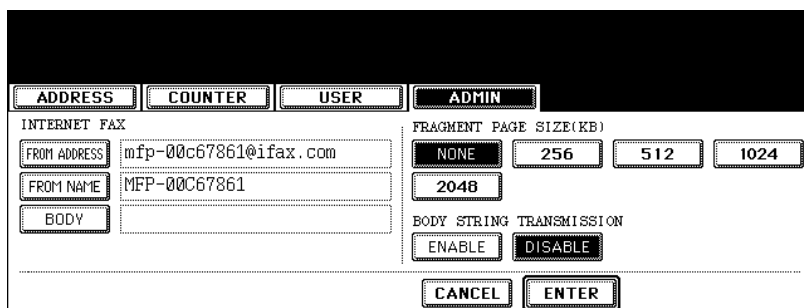 ADDRESS COUNTER USER ADMIN
INTERNET FAX
FROM ADDRESS mfp-00c67861@ifax.com
FROM NAME MFP-00C67861
BODY
FRAGMENT PAGE SIZE(KB)
NONE 256 512 1024
2048
BODY STRING TRANSMISSION
ENABLE DISABLE
CANCEL ENTER